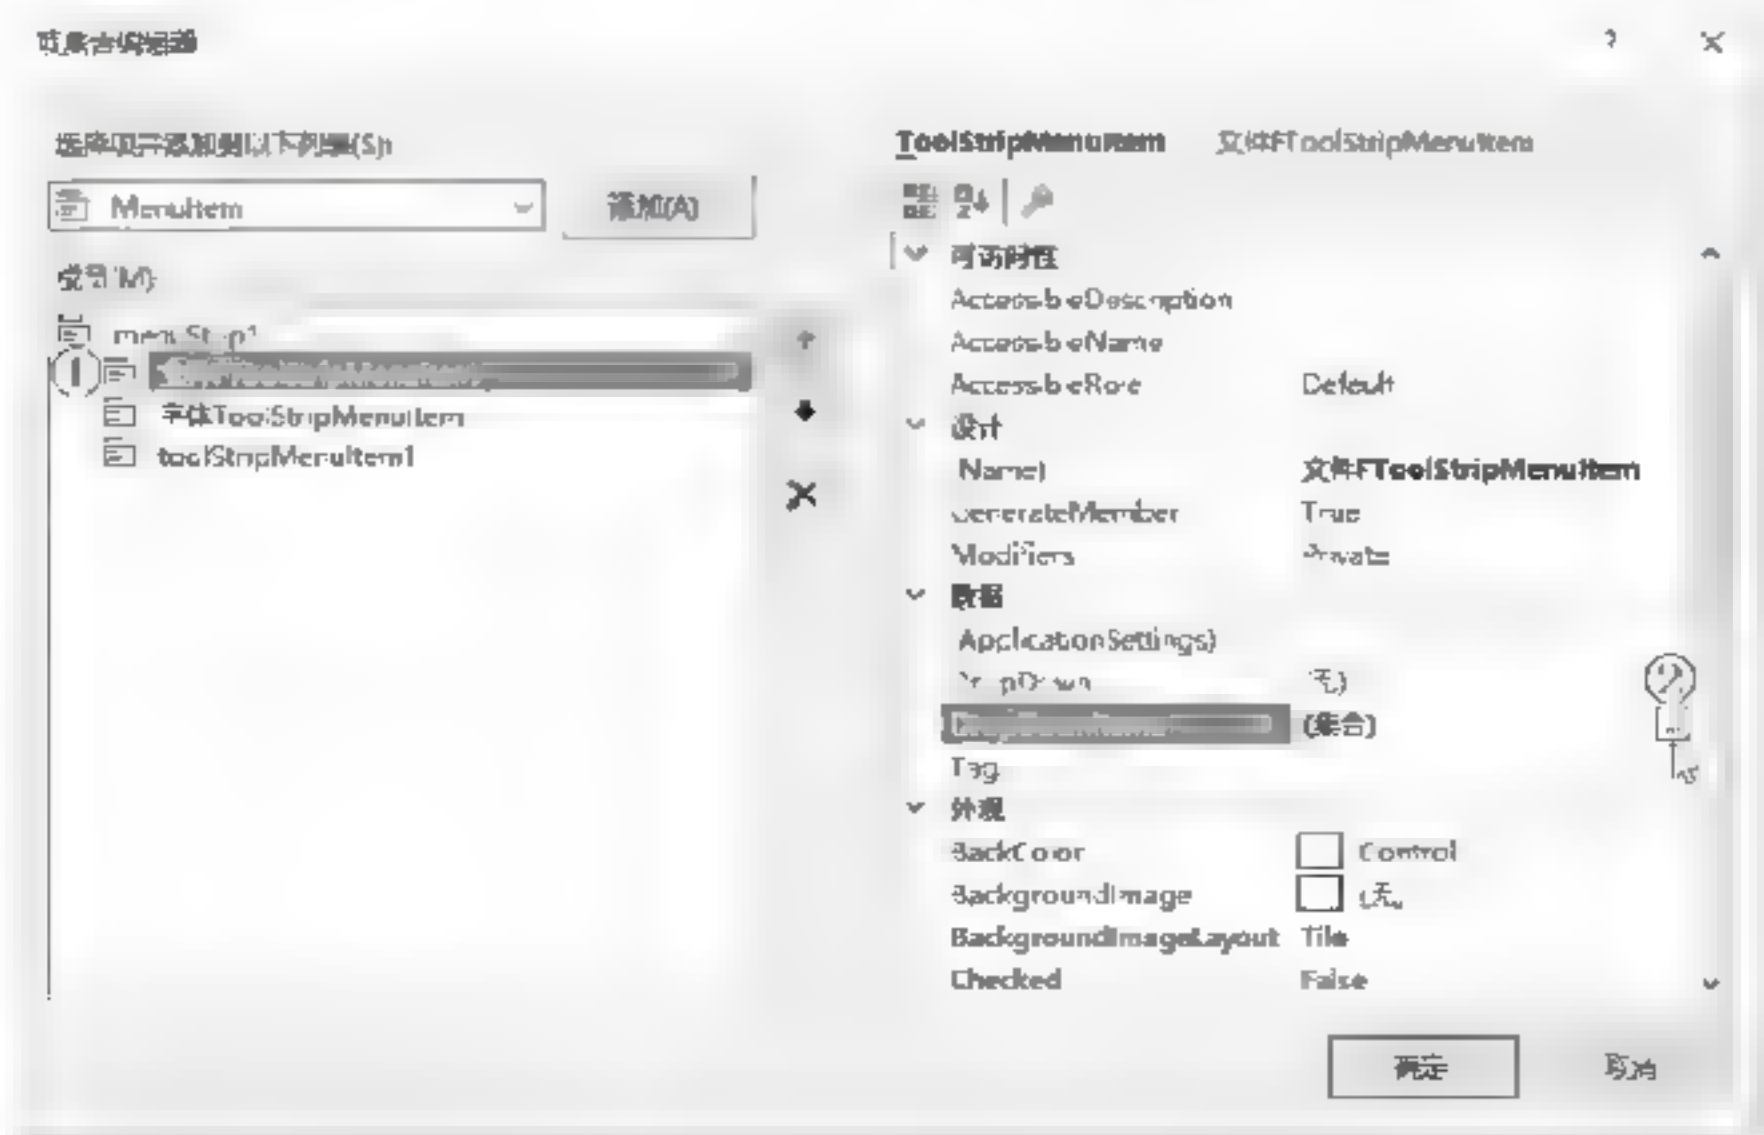 项集合编辑器
选择项并添加到以下列表(S):
MenuItem
添加(A)
成员(M):
menuStrip1
①
字体ToolStripMenuItem
toolStripMenuItem1
ToolStripMenuItem 文件FToolStripMenuItem
可访问性
AccessibleDescription
AccessibleName
AccessibleRole Default
设计
(Name) 文件FToolStripMenuItem
GenerateMember True
Modifiers Private
数据
(ApplicationSettings)
DropDown (无)
②
(集合)
Tag
外观
BackColor Control
BackgroundImage (无)
BackgroundImageLayout Tile
Checked False
确定 取消